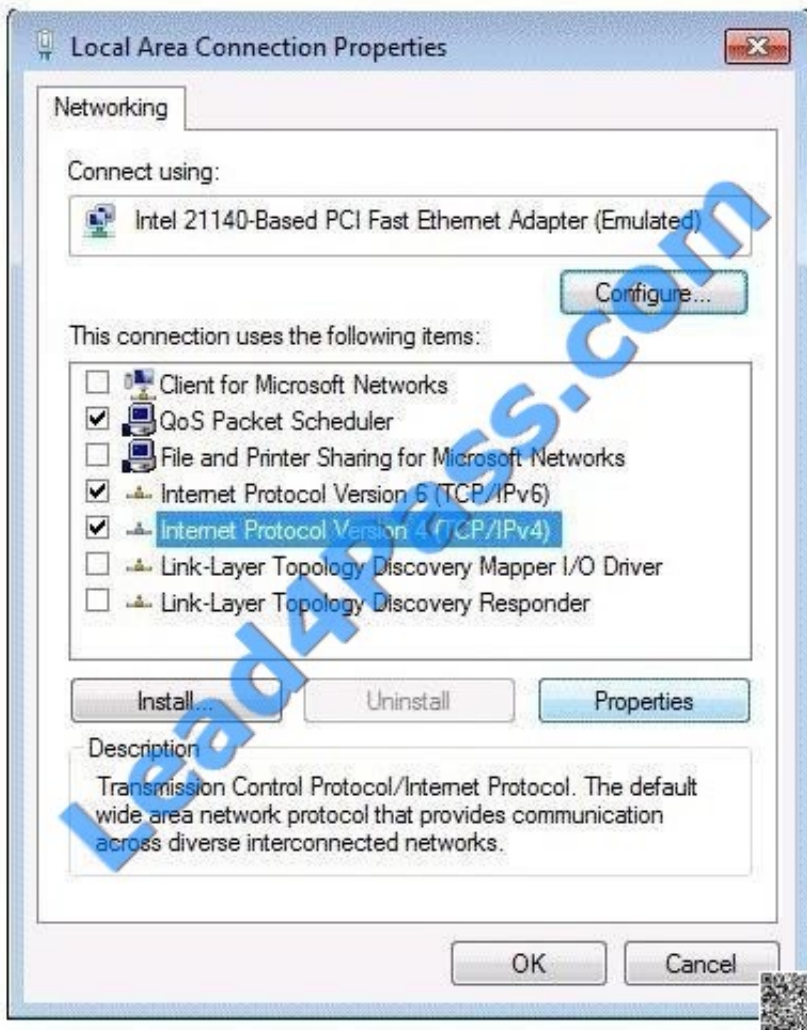 Local Area Connection Properties
Networking
Connect using:
Intel 21140-Based PCI Fast Ethernet Adapter (Emulated)
Configure...
This connection uses the following items:
Client for Microsoft Networks
QoS Packet Scheduler
File and Printer Sharing for Microsoft Networks
Internet Protocol Version 6 (TCP/IPv6)
Internet Protocol Version 4 (TCP/IPv4)
Link-Layer Topology Discovery Mapper I/O Driver
Link-Layer Topology Discovery Responder
Install...
Uninstall
Properties
Description
Transmission Control Protocol/Internet Protocol. The default
wide area network protocol that provides communication
across diverse interconnected networks.
OK
Cancel
Lead4Pass.com